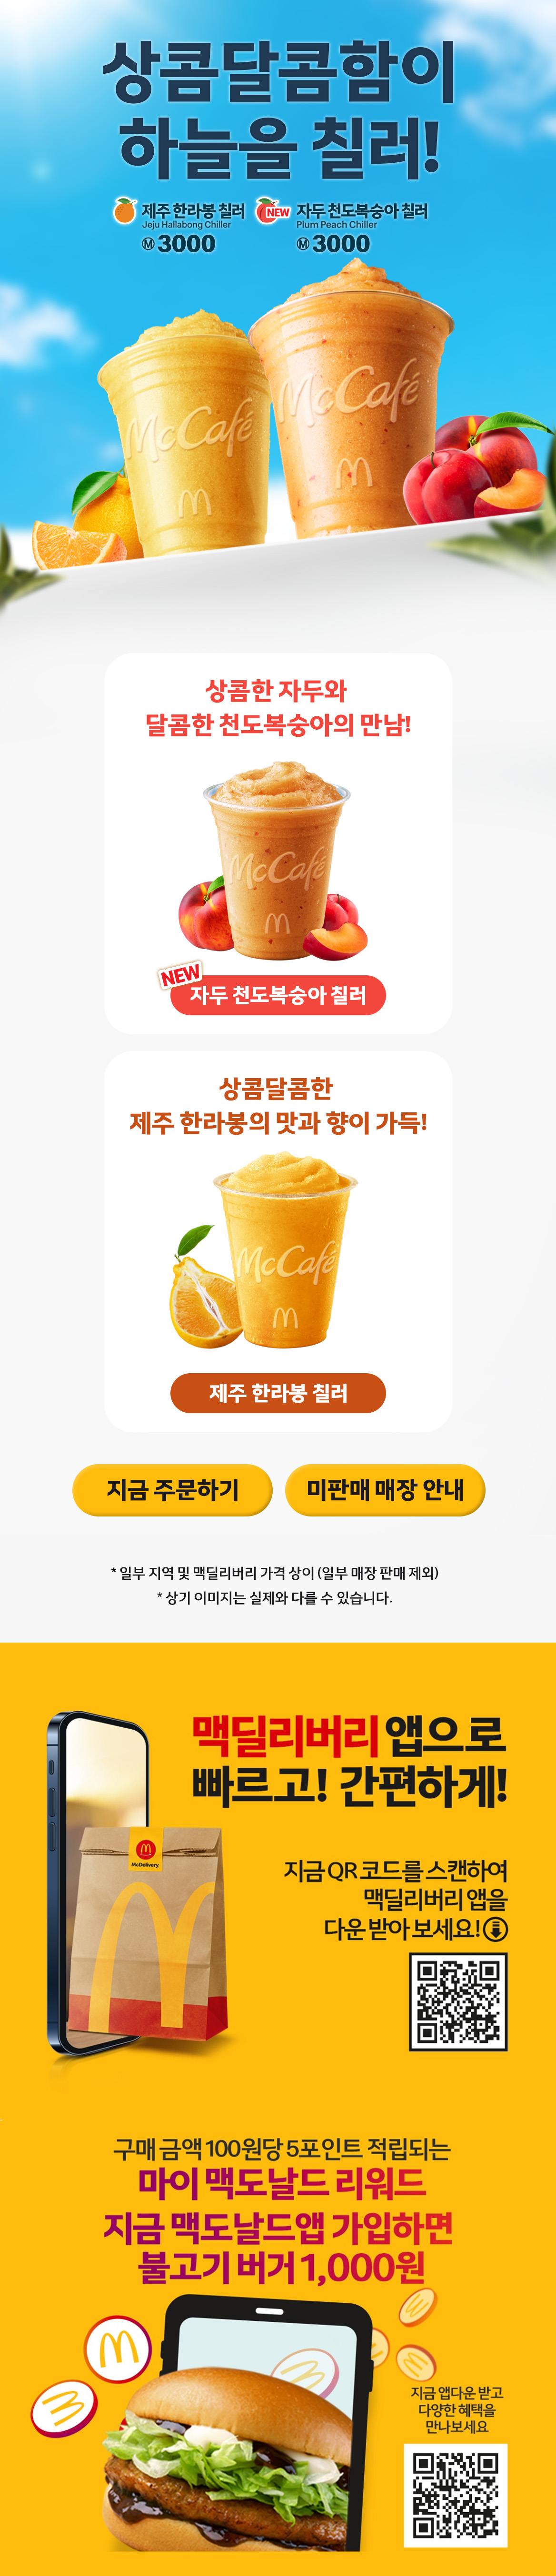 상콤달콤함이
하늘을 칠러!
제주 한라봉 칠러
Jeju Hallabong Chiller
Ⓜ 3000
NEW
자두 천도복숭아 칠러
Plum Peach Chiller
Ⓜ 3000
McCafé
McCafé
상콤한 자두와
달콤한 천도복숭아의 만남!
McCafé
NEW
자두 천도복숭아 칠러
상콤달콤한
제주 한라봉의 맛과 향이 가득!
McCafé
제주 한라봉 칠러
지금 주문하기
미판매 매장 안내
* 일부 지역 및 맥딜리버리 가격 상이 (일부 매장 판매 제외)
* 상기 이미지는 실제와 다를 수 있습니다.
맥딜리버리 앱으로
빠르고! 간편하게!
McDelivery
지금 QR 코드를 스캔하여
맥딜리버리 앱을
다운 받아 보세요!
구매 금액 100원당 5포인트 적립되는
마이 맥도날드 리워드
지금 맥도날드앱 가입하면
불고기 버거 1,000원
지금 앱다운 받고
다양한 혜택을
만나보세요